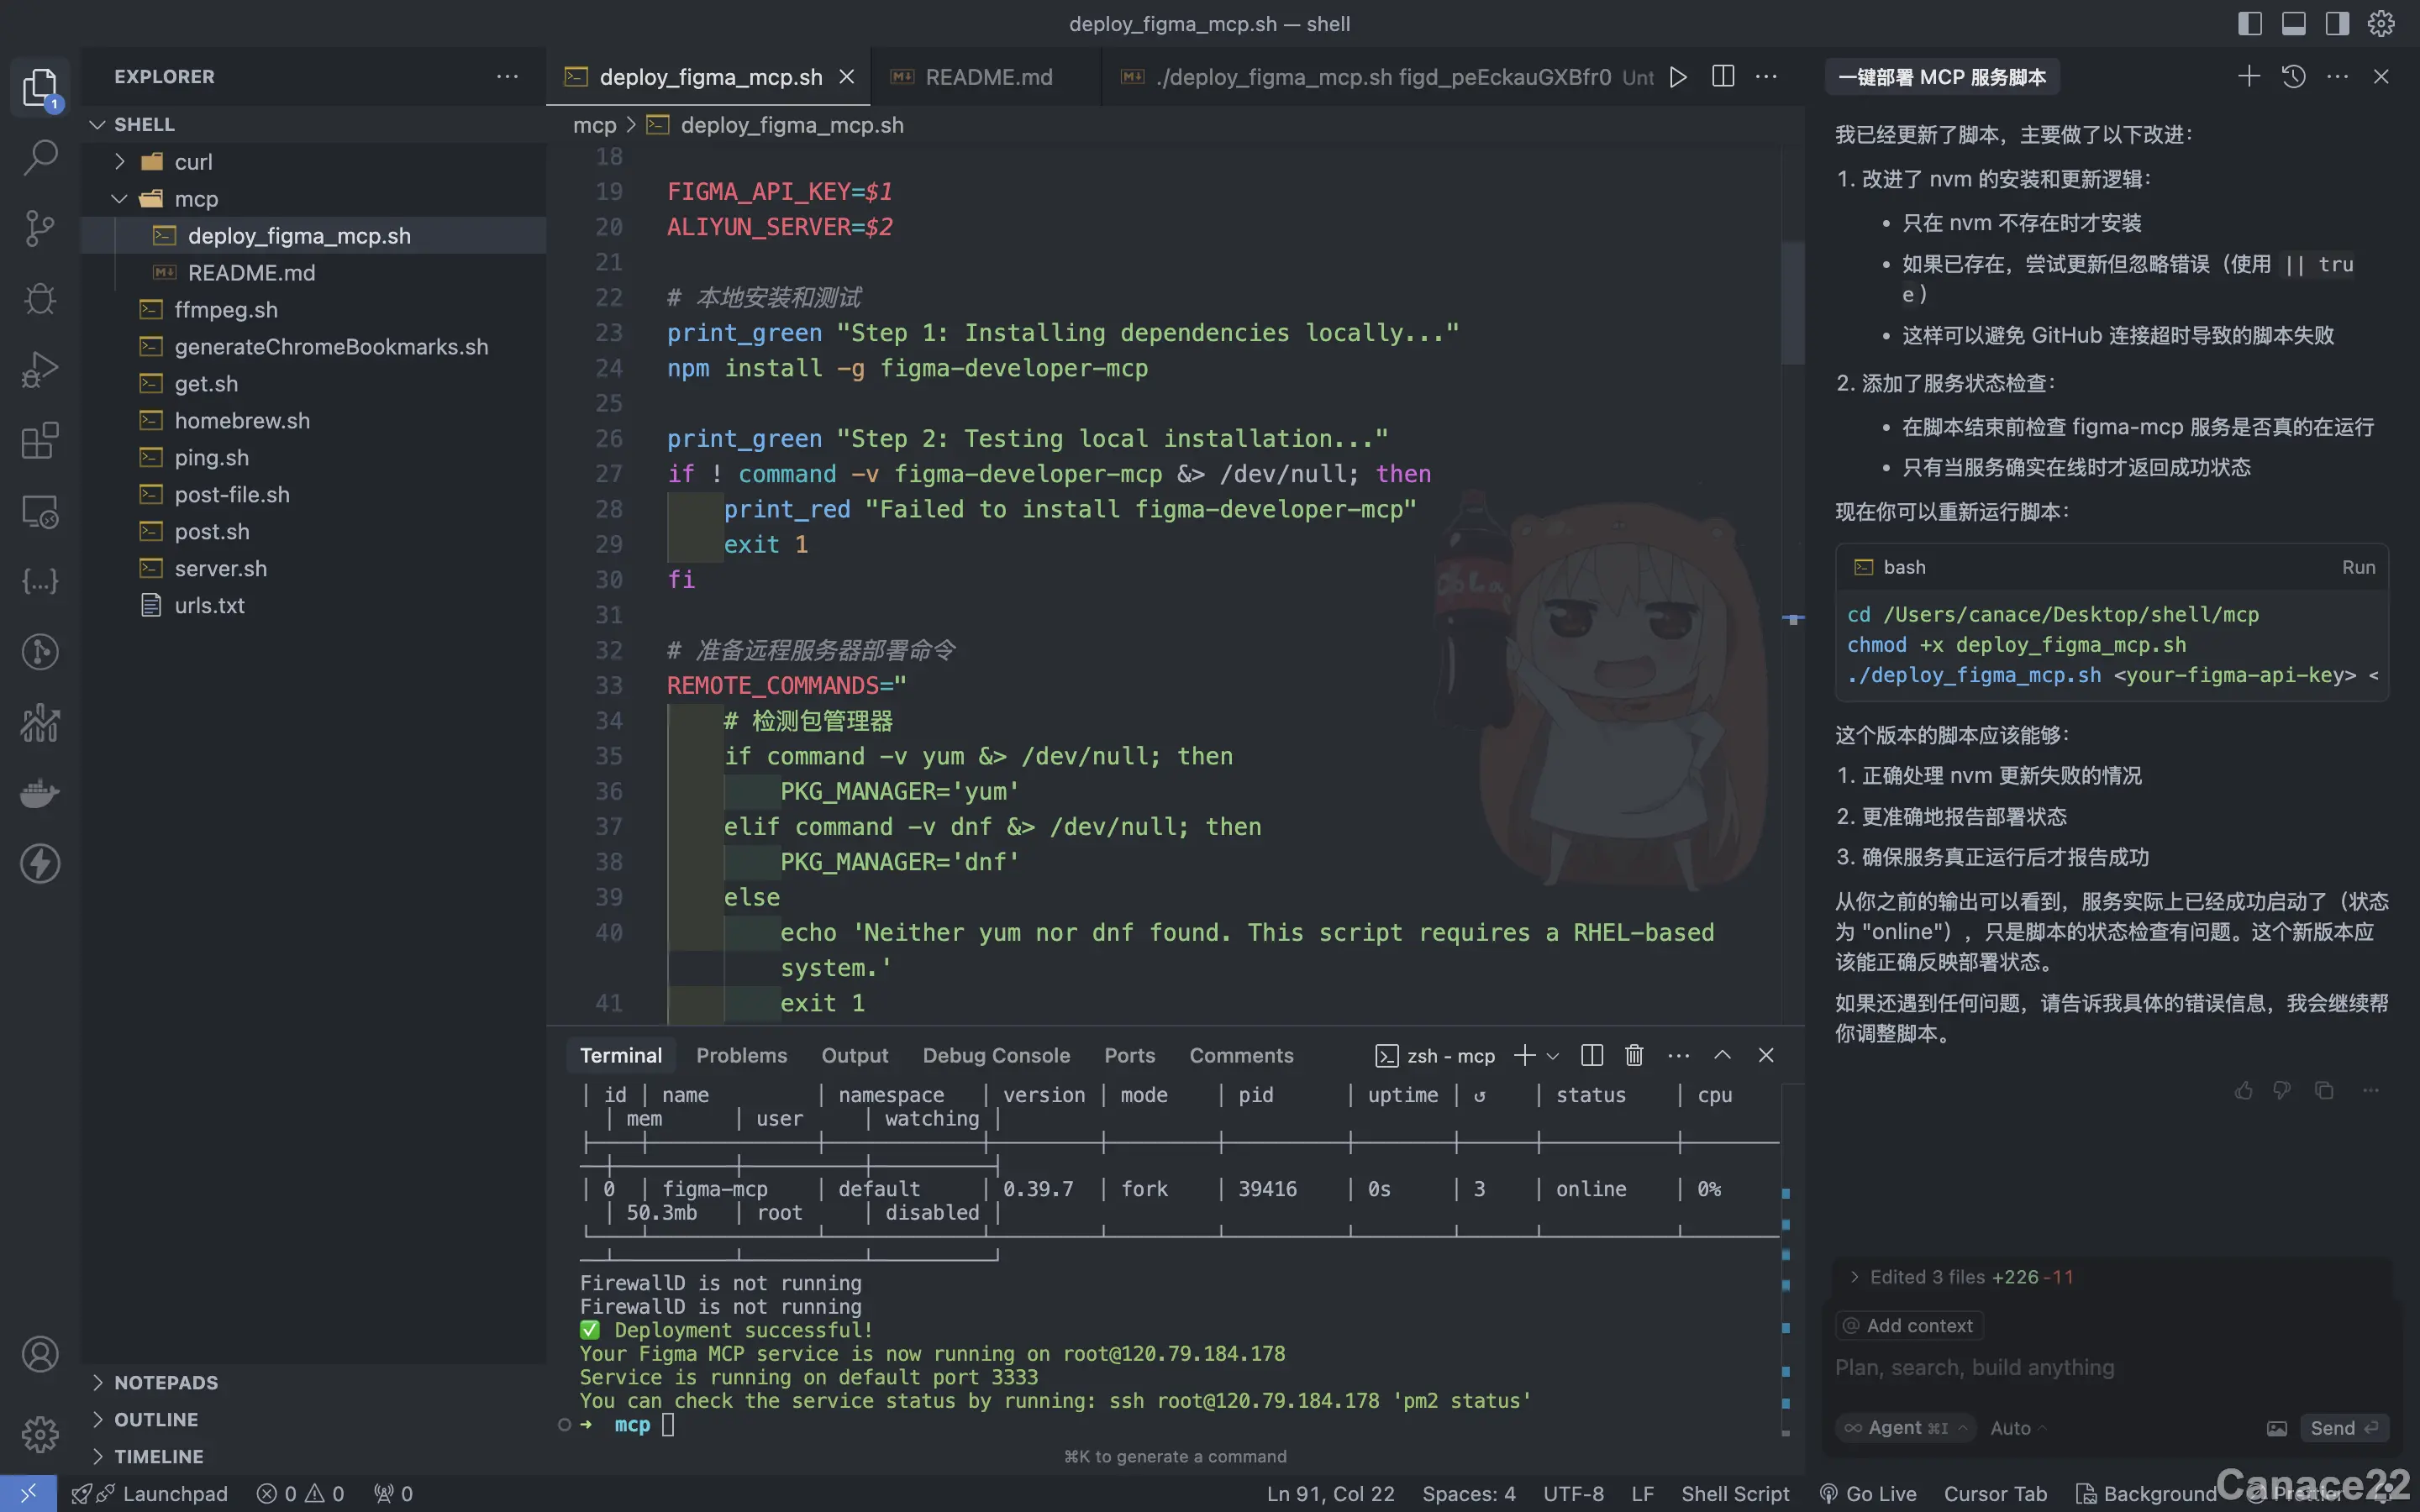 deploy_figma_mcp.sh — shell
EXPLORER
SHELL
curl
mcp
deploy_figma_mcp.sh
README.md
ffmpeg.sh
generateChromeBookmarks.sh
get.sh
homebrew.sh
ping.sh
post-file.sh
post.sh
server.sh
urls.txt
NOTEPADS
OUTLINE
TIMELINE
1
deploy_figma_mcp.sh
README.md
./deploy_figma_mcp.sh figd_peEckauGXBfr0 Unt
mcp > deploy_figma_mcp.sh
18
19 FIGMA_API_KEY=$1
20 ALIYUN_SERVER=$2
21
22 # 本地安装和测试
23 print_green "Step 1: Installing dependencies locally..."
24 npm install -g figma-developer-mcp
25
26 print_green "Step 2: Testing local installation..."
27 if ! command -v figma-developer-mcp &> /dev/null; then
28 print_red "Failed to install figma-developer-mcp"
29 exit 1
30 fi
31
32 # 准备远程服务器部署命令
33 REMOTE_COMMANDS="
34 # 检测包管理器
35 if command -v yum &> /dev/null; then
36 PKG_MANAGER='yum'
37 elif command -v dnf &> /dev/null; then
38 PKG_MANAGER='dnf'
39 else
40 echo 'Neither yum nor dnf found. This script requires a RHEL-based
system.'
41 exit 1
Terminal Problems Output Debug Console Ports Comments zsh - mcp
| id | name | namespace | version | mode | pid | uptime | ↺ | status | cpu
| mem | user | watching |
| 0 | figma-mcp | default | 0.39.7 | fork | 39416 | 0s | 3 | online | 0%
| 50.3mb | root | disabled |
FirewallD is not running
FirewallD is not running
✅ Deployment successful!
Your Figma MCP service is now running on root@120.79.184.178
Service is running on default port 3333
You can check the service status by running: ssh root@120.79.184.178 'pm2 status'
➜ mcp
⌘K to generate a command
一键部署 MCP 服务脚本
我已经更新了脚本，主要做了以下改进：
1. 改进了 nvm 的安装和更新逻辑：
• 只在 nvm 不存在时才安装
• 如果已存在，尝试更新但忽略错误（使用 || tru
e）
• 这样可以避免 GitHub 连接超时导致的脚本失败
2. 添加了服务状态检查：
• 在脚本结束前检查 figma-mcp 服务是否真的在运行
• 只有当服务确实在线时才返回成功状态
现在你可以重新运行脚本：
bash Run
cd /Users/canace/Desktop/shell/mcp
chmod +x deploy_figma_mcp.sh
./deploy_figma_mcp.sh <your-figma-api-key> <
这个版本的脚本应该能够：
1. 正确处理 nvm 更新失败的情况
2. 更准确地报告部署状态
3. 确保服务真正运行后才报告成功
从你之前的输出可以看到，服务实际上已经成功启动了（状态
为 "online"），只是脚本的状态检查有问题。这个新版本应
该能正确反映部署状态。
如果还遇到任何问题，请告诉我具体的错误信息，我会继续帮
你调整脚本。
Edited 3 files +226 -11
@ Add context
Plan, search, build anything
∞ Agent ⌘I Auto Send
Launchpad 0 0 0
Ln 91, Col 22 Spaces: 4 UTF-8 LF Shell Script Go Live Cursor Tab Background Prettier
Canace22